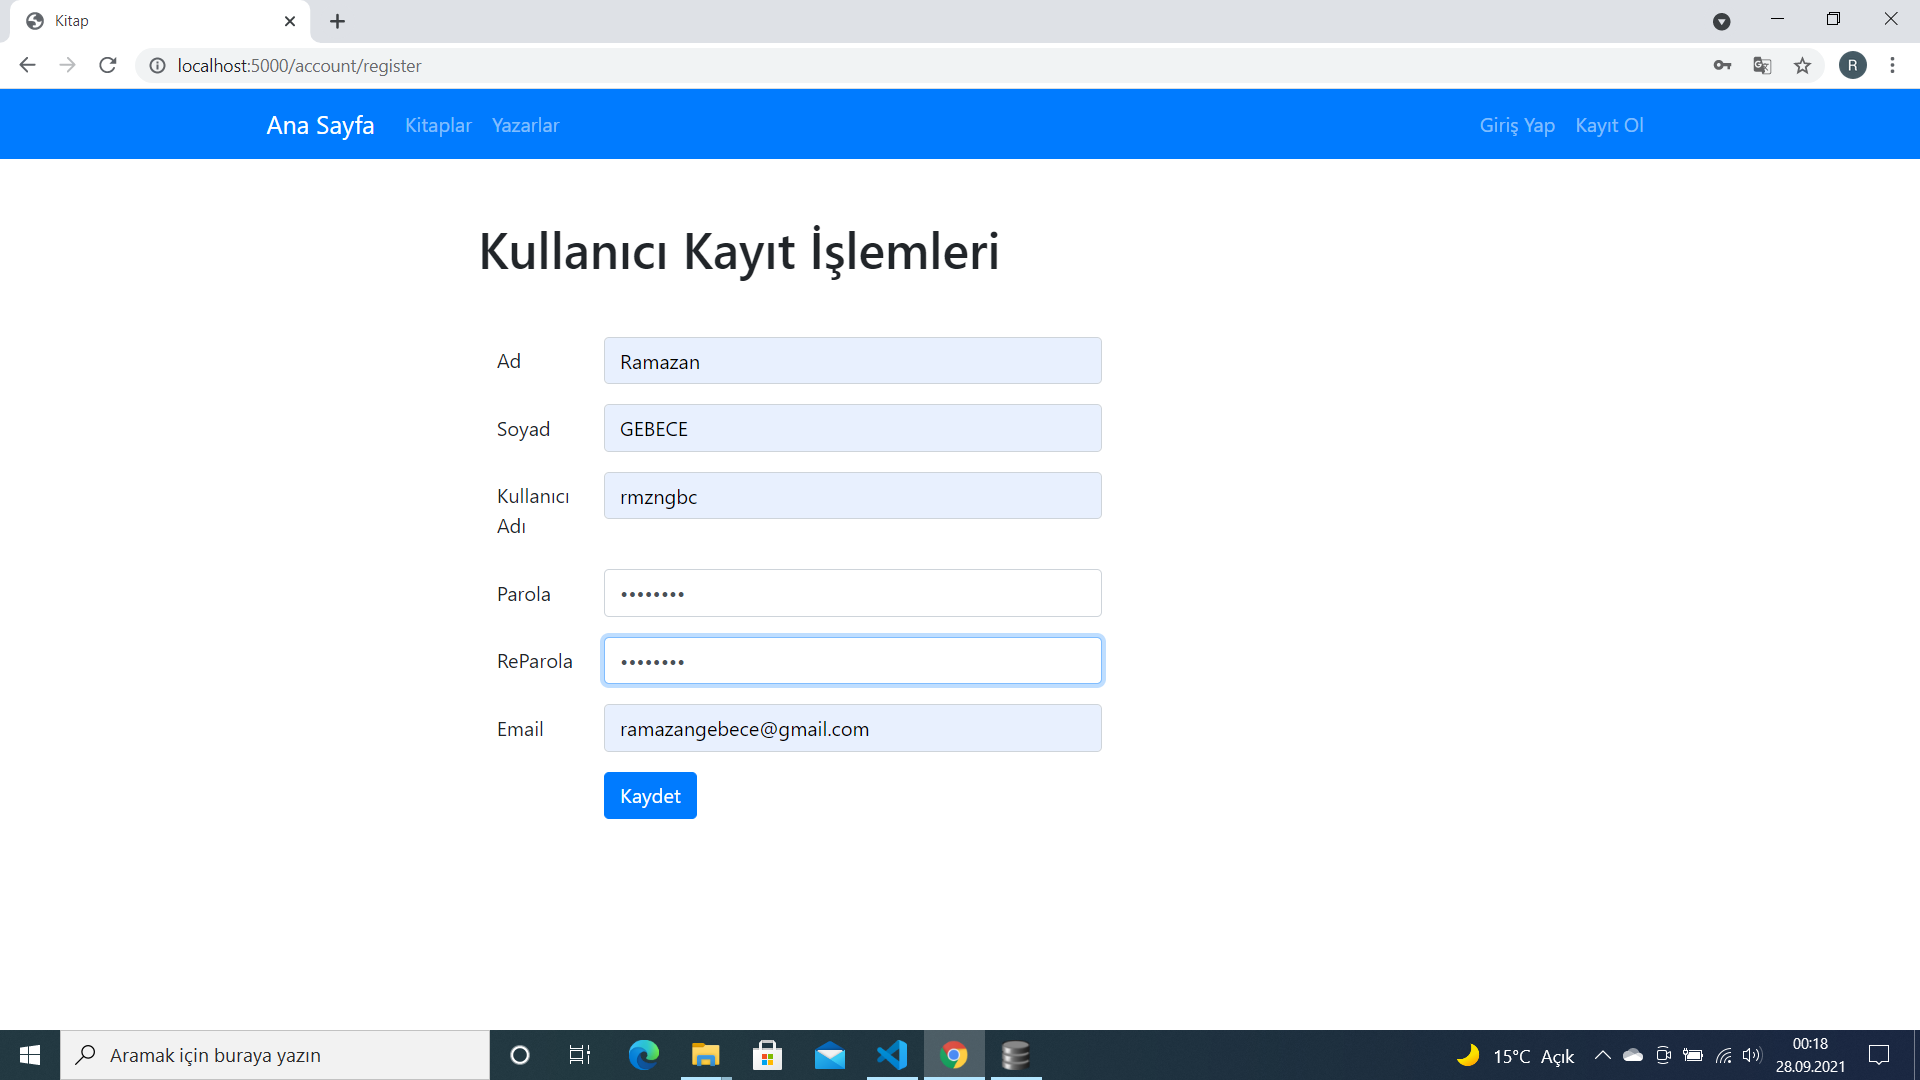 Kitap
localhost:5000/account/register
R
Ana Sayfa Kitaplar Yazarlar Giriş Yap Kayıt Ol
Kullanıcı Kayıt İşlemleri
Ad Ramazan
Soyad GEBECE
Kullanıcı Adı rmzngbc
Parola ••••••••
ReParola ••••••••
Email ramazangebece@gmail.com
Kaydet
Aramak için buraya yazın
15°C Açık
00:18
28.09.2021